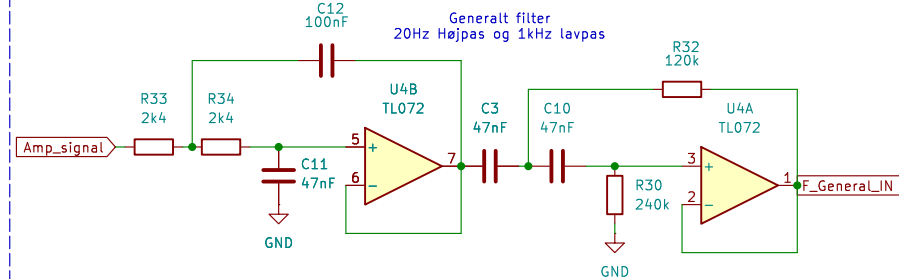 C12
100nF
Generalt filter
20Hz Højpas og 1kHz lavpas
R32
120k
R33
2k4
R34
2k4
U4B
TL072
C3
47nF
C10
47nF
U4A
TL072
Amp_signal
5
+
6
−
7
C11
47nF
GND
3
+
2
−
1
F_General_IN
R30
240k
GND